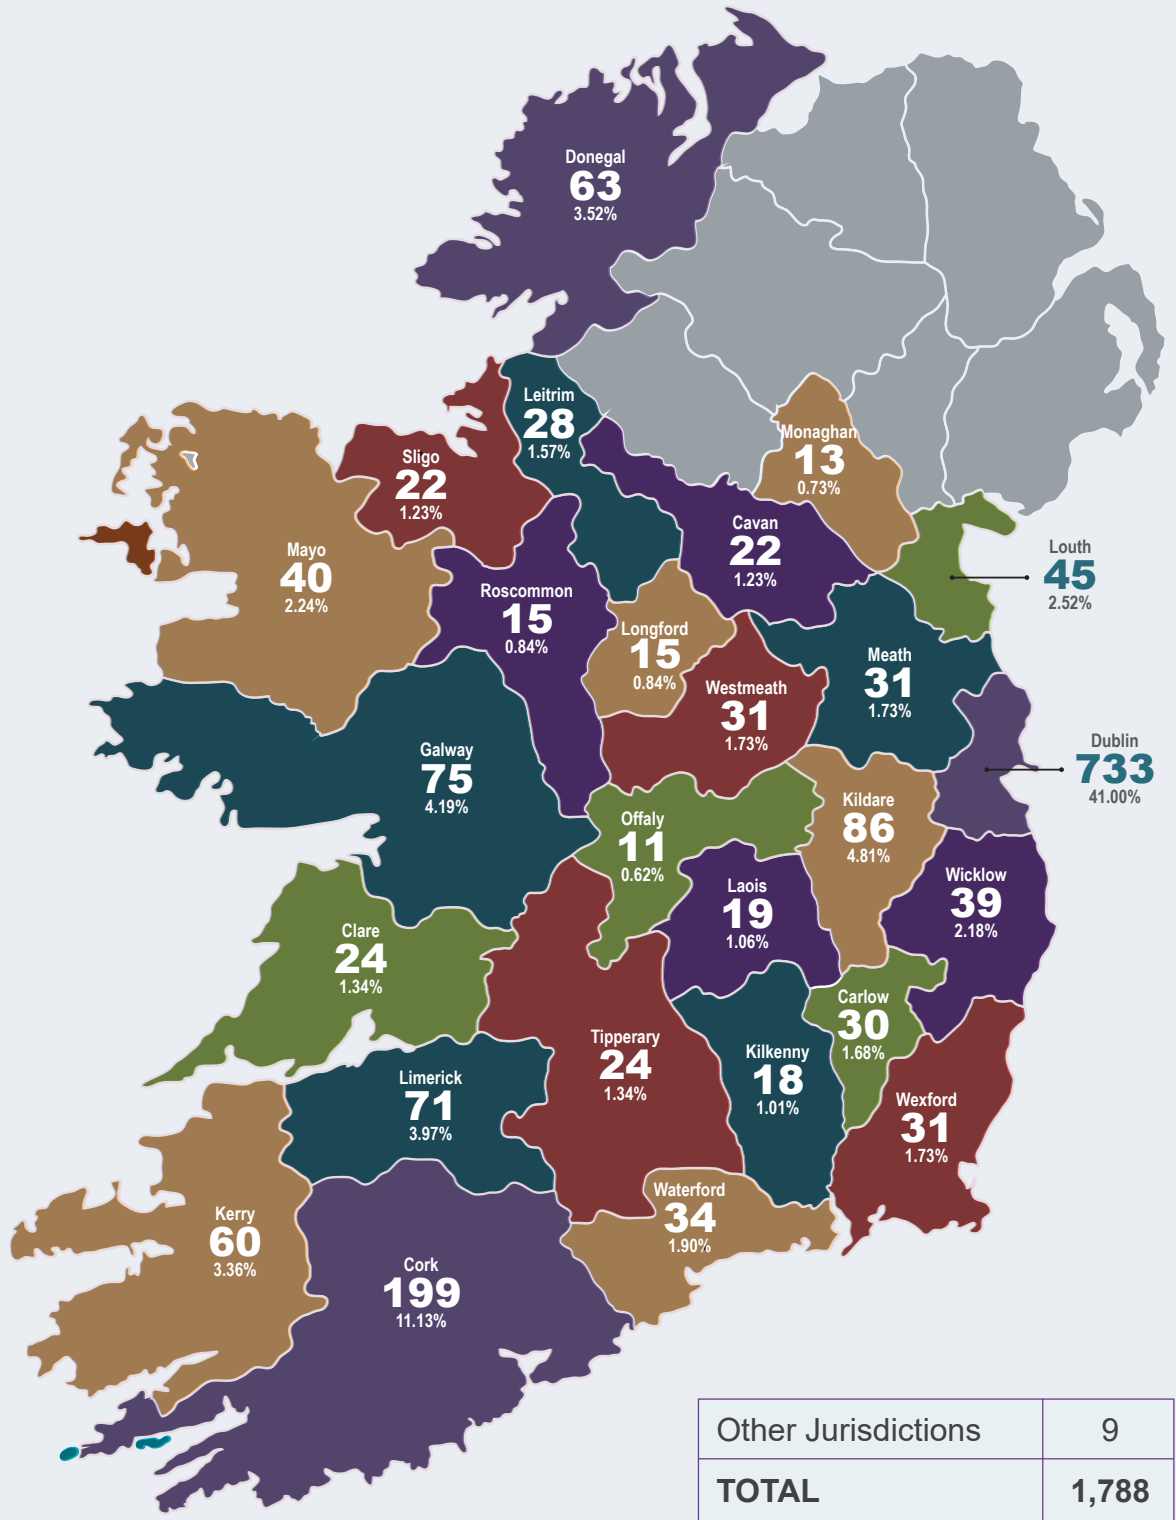 Donegal
63
3.52%
Leitrim
28
1.57%
Monaghan
13
0.73%
Sligo
22
1.23%
Cavan
22
1.23%
Louth
45
2.52%
Mayo
40
2.24%
Roscommon
15
0.84%
Longford
15
0.84%
Meath
31
1.73%
Westmeath
31
1.73%
Galway
75
4.19%
Dublin
733
41.00%
Kildare
86
4.81%
Offaly
11
0.62%
Wicklow
39
2.18%
Laois
19
1.06%
Clare
24
1.34%
Carlow
30
1.68%
Tipperary
24
1.34%
Kilkenny
18
1.01%
Limerick
71
3.97%
Wexford
31
1.73%
Waterford
34
1.90%
Kerry
60
3.36%
Cork
199
11.13%
Other Jurisdictions 9
TOTAL 1,788